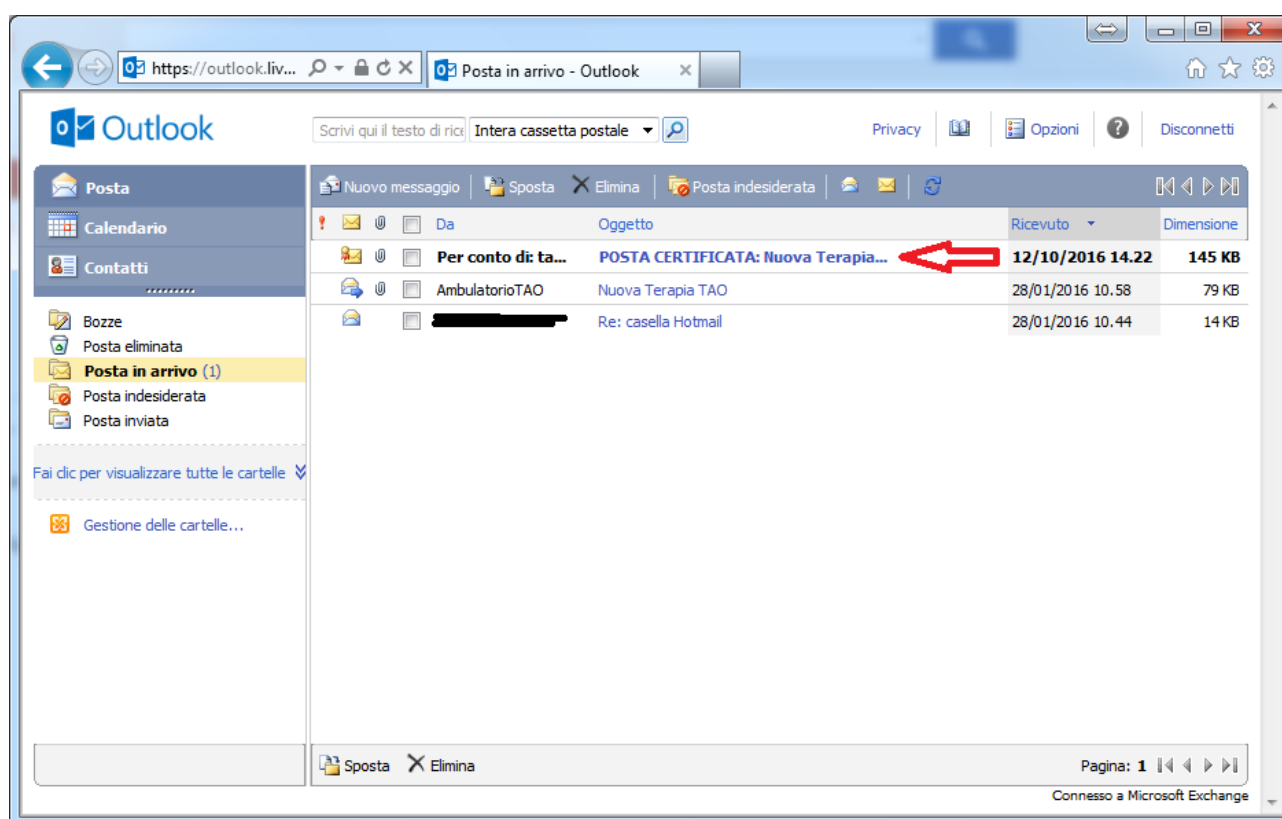 https://outlook.liv...
Posta in arrivo - Outlook
Outlook
Scrivi qui il testo di rice Intera cassetta postale
Privacy Opzioni Disconnetti
Posta
Calendario
Contatti
Bozze
Posta eliminata
Posta in arrivo (1)
Posta indesiderata
Posta inviata
Fai clic per visualizzare tutte le cartelle
Gestione delle cartelle...
Nuovo messaggio Sposta Elimina Posta indesiderata
Da Oggetto Ricevuto Dimensione
Per conto di: ta... POSTA CERTIFICATA: Nuova Terapia... 12/10/2016 14.22 145 KB
AmbulatorioTAO Nuova Terapia TAO 28/01/2016 10.58 79 KB
Re: casella Hotmail 28/01/2016 10.44 14 KB
Sposta Elimina
Pagina: 1
Connesso a Microsoft Exchange